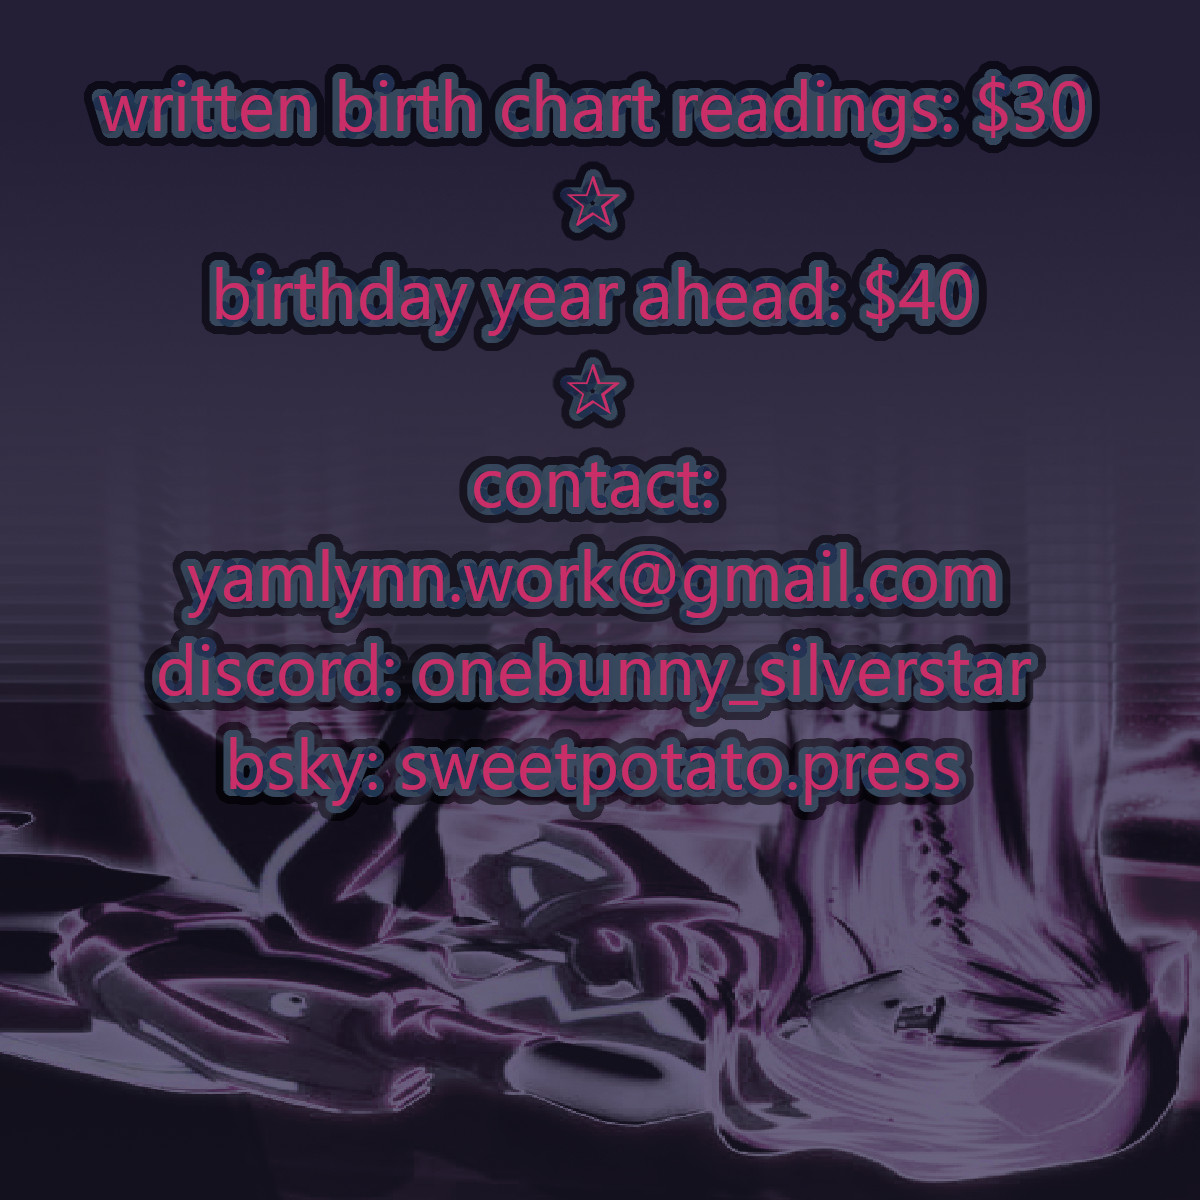 written birth chart readings: $30
☆
birthday year ahead: $40
☆
contact:
yamlynn.work@gmail.com
discord: onebunny_silverstar
bsky: sweetpotato.press